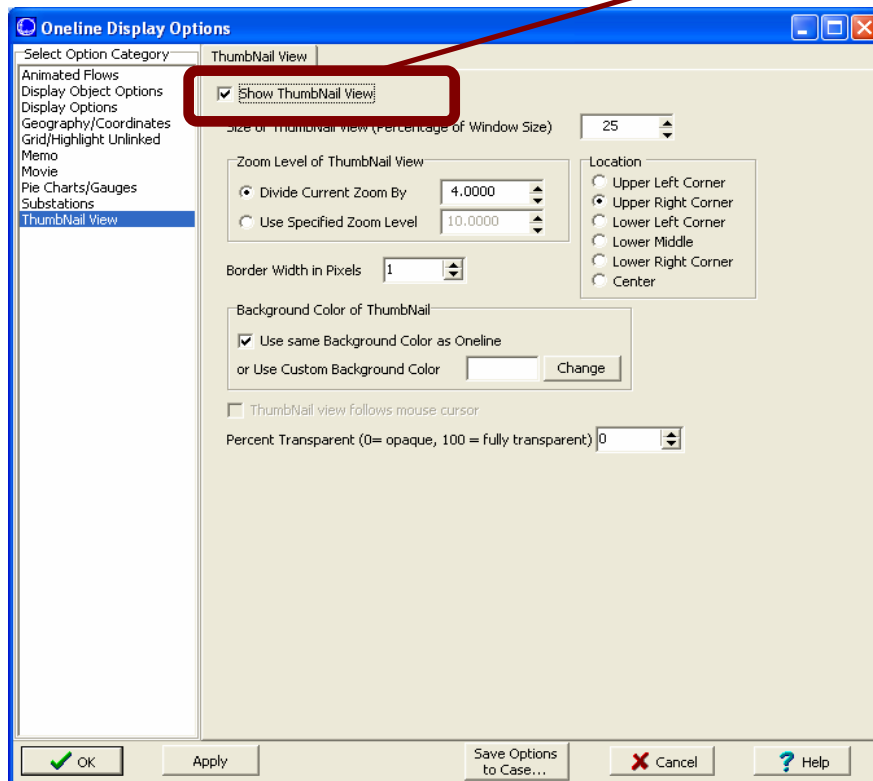 Oneline Display Options
Select Option Category
Animated Flows
Display Object Options
Display Options
Geography/Coordinates
Grid/Highlight Unlinked
Memo
Movie
Pie Charts/Gauges
Substations
ThumbNail View
ThumbNail View
Show ThumbNail View
Size of ThumbNail View (Percentage of Window Size) 25
Zoom Level of ThumbNail View
Divide Current Zoom By 4.0000
Use Specified Zoom Level 10.0000
Location
Upper Left Corner
Upper Right Corner
Lower Left Corner
Lower Middle
Lower Right Corner
Center
Border Width in Pixels 1
Background Color of ThumbNail
Use same Background Color as Oneline
or Use Custom Background Color Change
ThumbNail view follows mouse cursor
Percent Transparent (0= opaque, 100 = fully transparent) 0
OK Apply Save Options to Case... Cancel ? Help